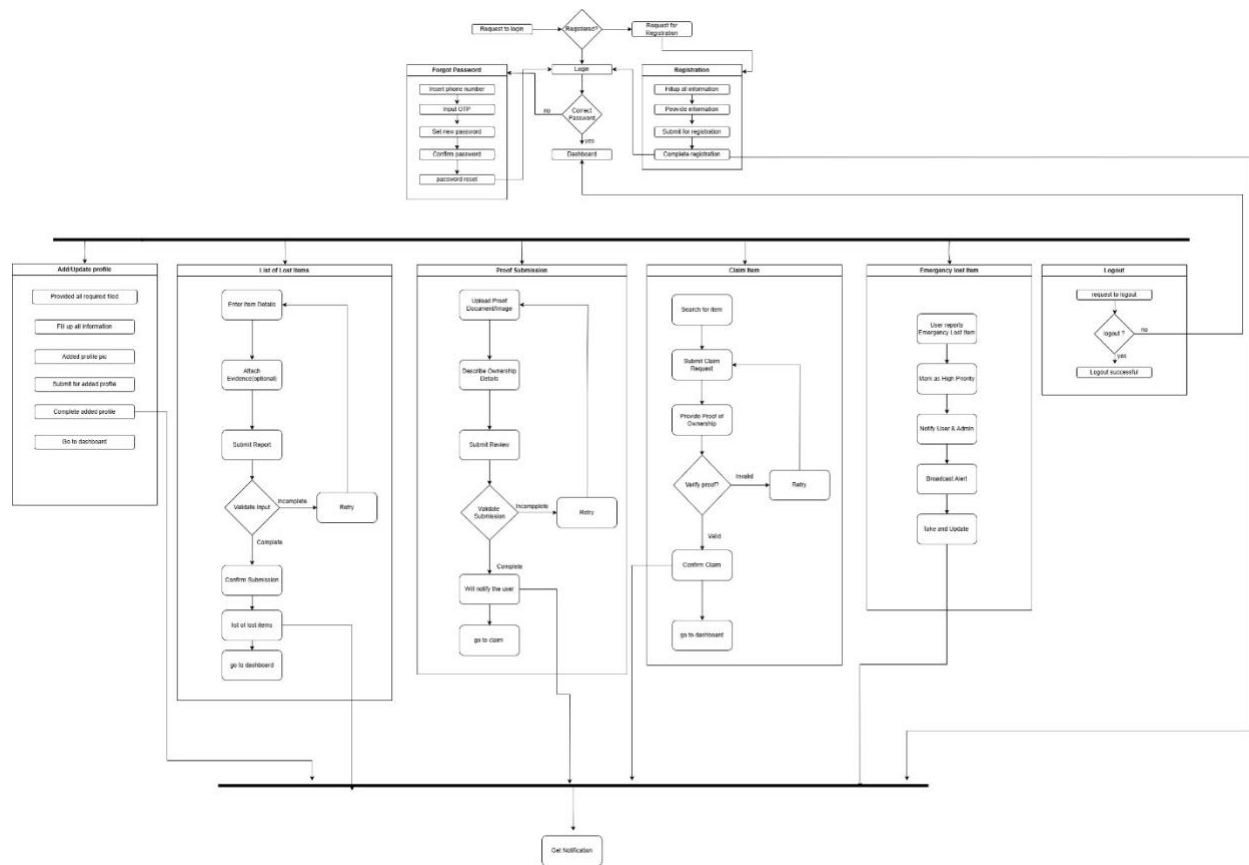 Request to login
Registered?
Request for
Registration
Forgot Password
Login
Registration
Insert phone number
Input OTP
Set new password
Confirm password
password reset
no
Correct
Password
yes
Dashboard
Fillup all information
Peovide information
Submit for registration
Complete registration
Add/Update profile
Provided all required filed
Fill up all information
Added profile pic
Submit for added profile
Complete added profile
Go to dashboard
List of Lost Items
Enter Item Details
Attach
Evidence(optional)
Submit Report
Validate Input
Incamplete
Retry
Complete
Confirm Submission
list of lost items
go to dashboard
Proof Submission
Upload Proof
Document/Image
Describe Ownership
Details
Submit Review
Validate
Submission
Incampplete
Retry
Complete
Will notify the user
go to claim
Claim Item
Search for item
Submit Claim
Request
Provide Proof of
Ownership
Verify proof?
Invalid
Retry
Valid
Confirm Claim
go to dashboard
Emergency lost item
User reports
Emergency Lost Item
Mark as High Priority
Notify User & Admin
Broadcast Alert
Take and Update
Logout
request to logout
logout ?
no
yes
Logout successful
Get Notification